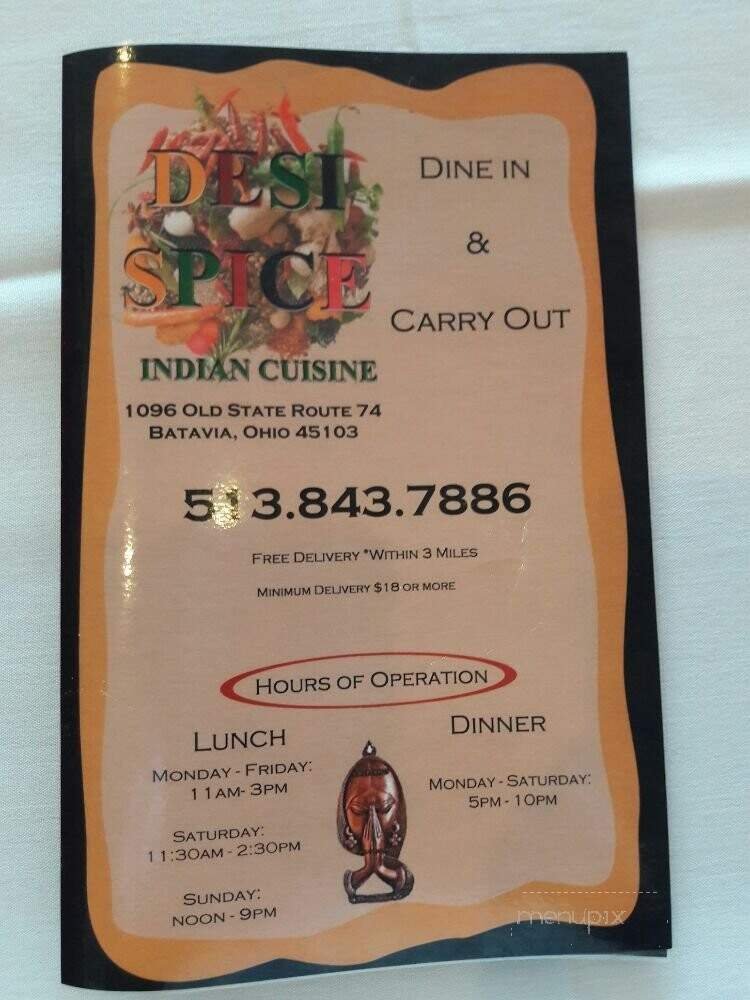 DESI
SPICE
INDIAN CUISINE
1096 OLD STATE ROUTE 74
BATAVIA, OHIO 45103
DINE IN
&
CARRY OUT
513.843.7886
FREE DELIVERY *WITHIN 3 MILES
MINIMUM DELIVERY $18 OR MORE
HOURS OF OPERATION
LUNCH
MONDAY - FRIDAY:
11AM- 3PM
SATURDAY:
11:30AM - 2:30PM
SUNDAY:
NOON - 9PM
DINNER
MONDAY - SATURDAY:
5PM - 10PM
menupix